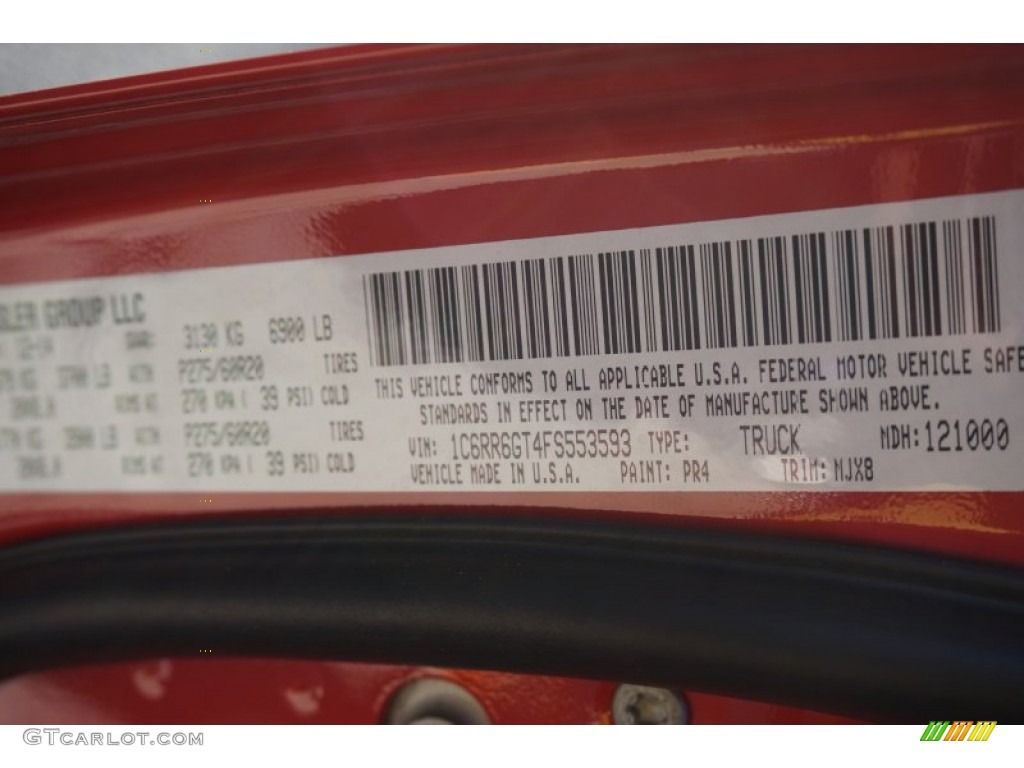 GROUP LLC
3130 KG 6900 LB
P275/60R20 TIRES
270 KPA ( 39 PSI) COLD
P275/60R20 TIRES
270 KPA ( 39 PSI) COLD
THIS VEHICLE CONFORMS TO ALL APPLICABLE U.S.A. FEDERAL MOTOR VEHICLE SAFE
STANDARDS IN EFFECT ON THE DATE OF MANUFACTURE SHOWN ABOVE.
VIN: 1C6RR6GT4FS553593 TYPE: TRUCK MDH: 121000
VEHICLE MADE IN U.S.A. PAINT: PR4 TRIM: MJX8
GTCARLOT.COM